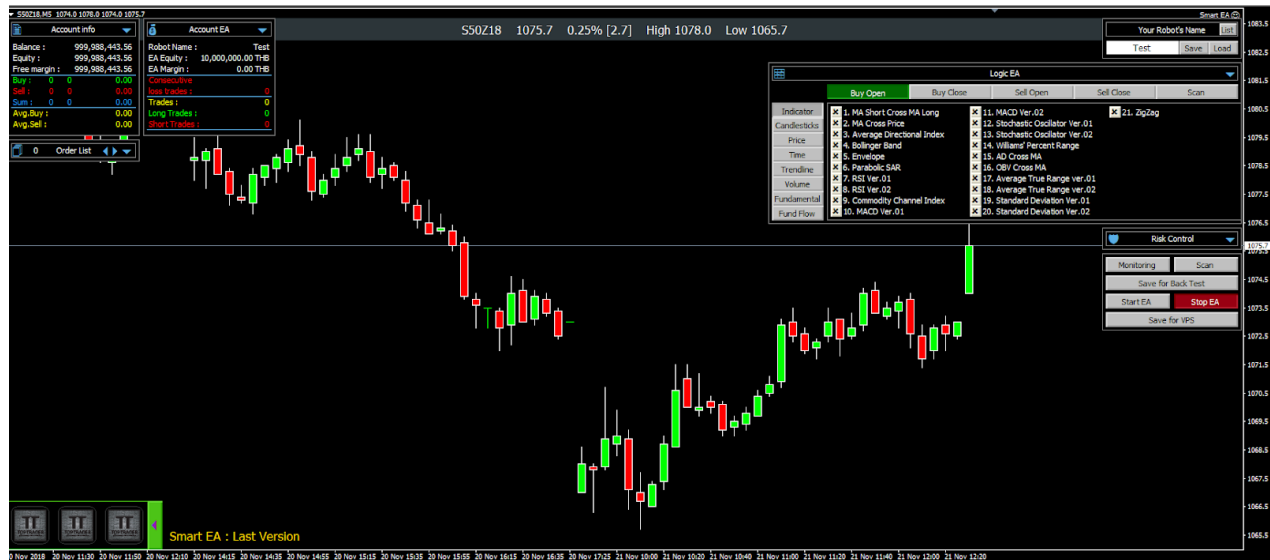 S50Z18,M5 1074.0 1078.0 1074.0 1075.7
Smart EA
Account info
Balance : 999,988,443.56
Equity : 999,988,443.56
Free margin : 999,988,443.56
Buy : 0 0 0.00
Sell : 0 0 0.00
Sum : 0 0 0.00
Avg.Buy : 0.00
Avg.Sell : 0.00
0 Order List
Account EA
Robot Name : Test
EA Equity : 10,000,000.00 THB
EA Margin : 0.00 THB
Consecutive
loss trades : 0
Trades : 0
Long Trades : 0
Short Trades : 0
S50Z18 1075.7 0.25% [2.7] High 1078.0 Low 1065.7
Your Robot's Name List
Test Save Load
Logic EA
Buy Open Buy Close Sell Open Sell Close Scan
Indicator
Candlesticks
Price
Time
Trendline
Volume
Fundamental
Fund Flow
1. MA Short Cross MA Long
2. MA Cross Price
3. Average Directional Index
4. Bollinger Band
5. Envelope
6. Parabolic SAR
7. RSI Ver.01
8. RSI Ver.02
9. Commodity Channel Index
10. MACD Ver.01
11. MACD Ver.02
12. Stochastic Oscilator Ver.01
13. Stochastic Oscilator Ver.02
14. Williams' Percent Range
15. AD Cross MA
16. OBV Cross MA
17. Average True Range ver.01
18. Average True Range ver.02
19. Standard Deviation Ver.01
20. Standard Deviation Ver.02
21. ZigZag
Risk Control
Monitoring Scan
Save for Back Test
Start EA Stop EA
Save for VPS
1083.5
1082.5
1081.5
1080.5
1079.5
1078.5
1077.5
1076.5
1075.7
1074.5
1073.5
1072.5
1071.5
1070.5
1069.5
1068.5
1067.5
1066.5
1065.5
Smart EA : Last Version
0 Nov 2018 20 Nov 11:30 20 Nov 11:50 20 Nov 12:10 20 Nov 14:15 20 Nov 14:35 20 Nov 14:55 20 Nov 15:15 20 Nov 15:35 20 Nov 15:55 20 Nov 16:15 20 Nov 16:35 20 Nov 17:25 21 Nov 10:00 21 Nov 10:20 21 Nov 10:40 21 Nov 11:00 21 Nov 11:20 21 Nov 11:40 21 Nov 12:00 21 Nov 12:20